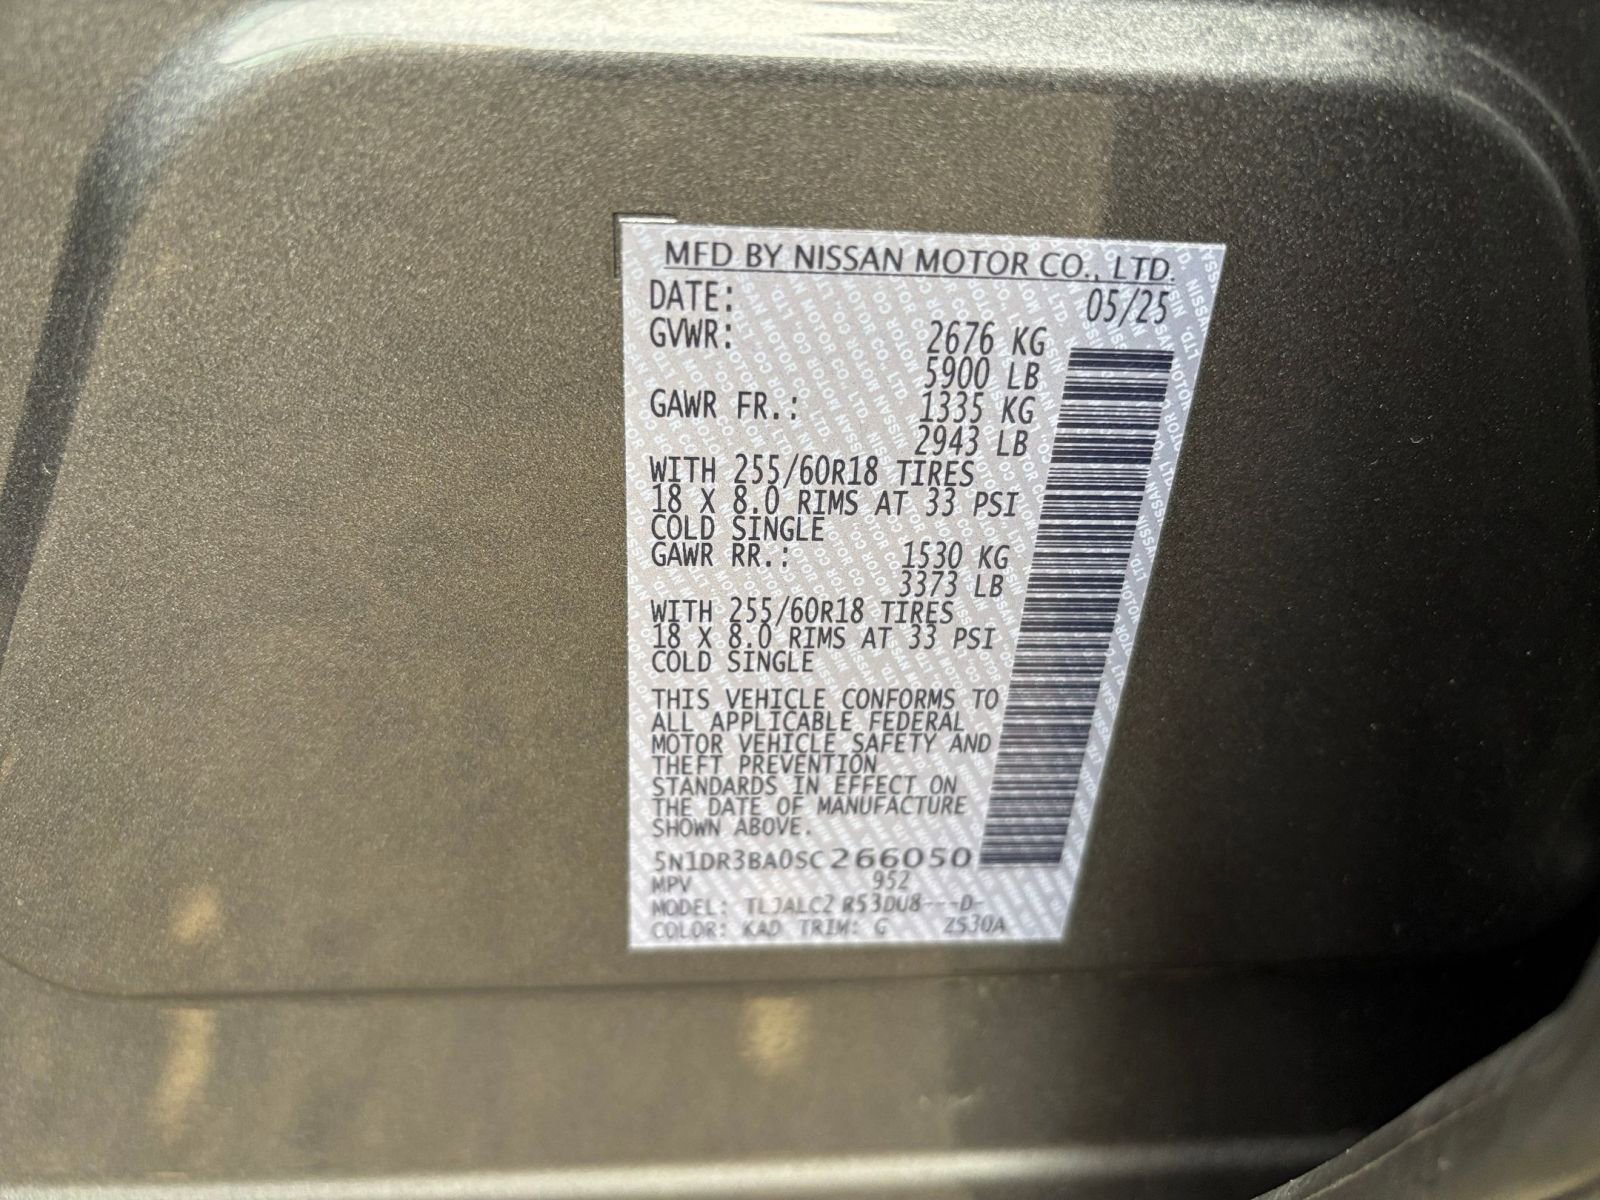 MFD BY NISSAN MOTOR CO., LTD.
DATE: 05/25
GVWR: 2676 KG
5900 LB
GAWR FR.: 1335 KG
2943 LB
WITH 255/60R18 TIRES
18 X 8.0 RIMS AT 33 PSI
COLD SINGLE
GAWR RR.: 1530 KG
3373 LB
WITH 255/60R18 TIRES
18 X 8.0 RIMS AT 33 PSI
COLD SINGLE
THIS VEHICLE CONFORMS TO
ALL APPLICABLE FEDERAL
MOTOR VEHICLE SAFETY AND
THEFT PREVENTION
STANDARDS IN EFFECT ON
THE DATE OF MANUFACTURE
SHOWN ABOVE.
5N1DR3BA0SC266050
MPV 952
MODEL: TLJALCZ R53DU8---D-
COLOR: KAD TRIM: G